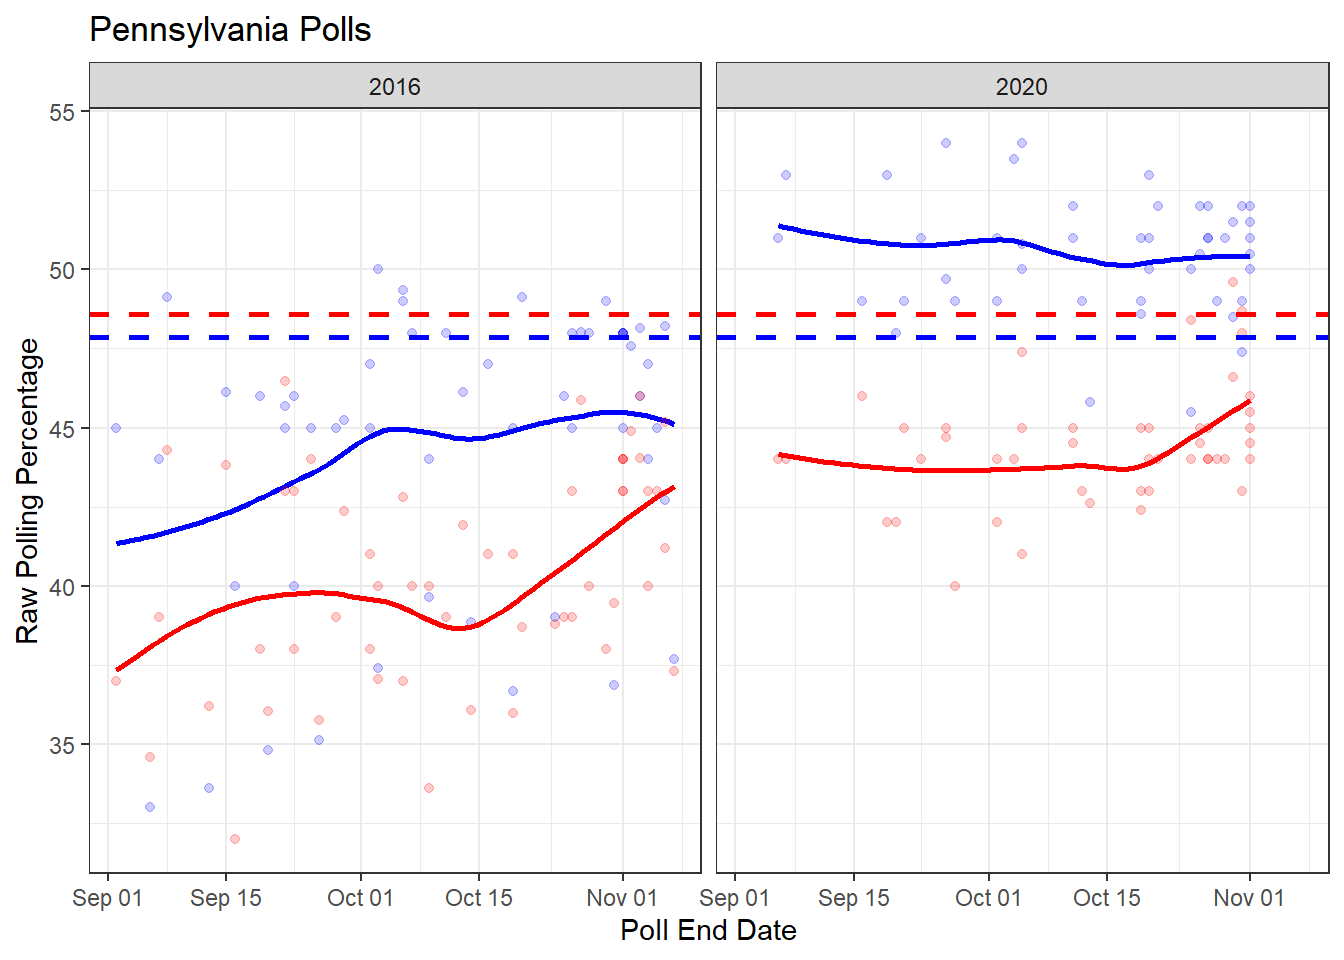 Pennsylvania Polls
2016
2020
Raw Polling Percentage
55
50
45
40
35
Sep 01
Sep 15
Oct 01
Oct 15
Nov 01
Sep 01
Sep 15
Oct 01
Oct 15
Nov 01
Poll End Date